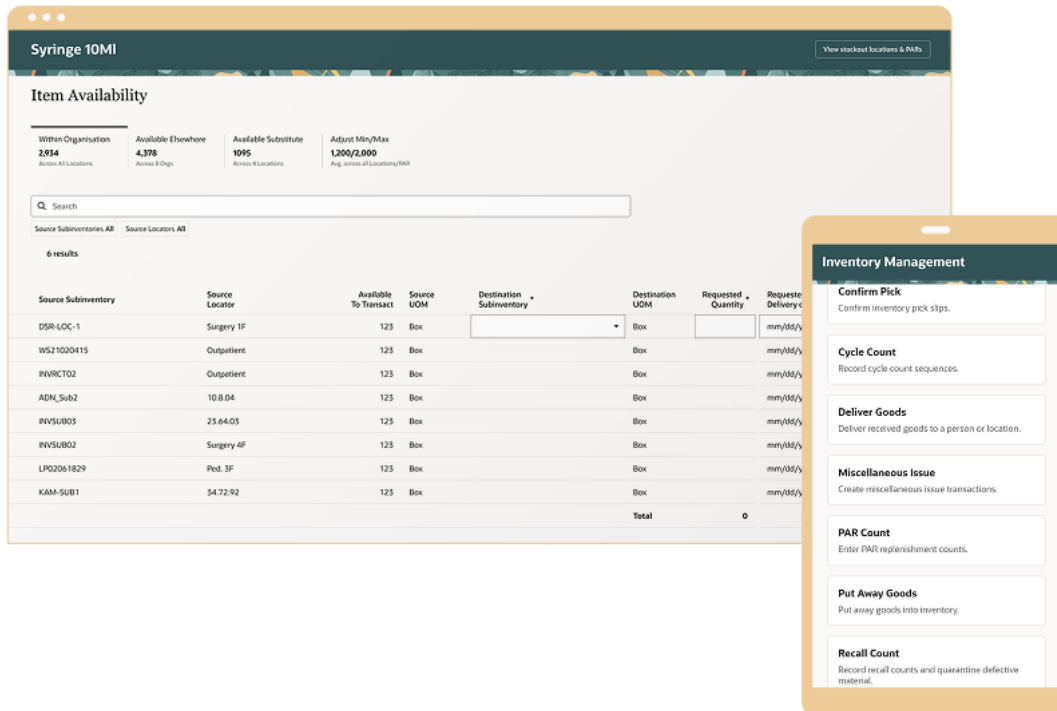 Syringe 10Ml
View stockout locations & PARs
Item Availability
Within Organisation
2,934
Across All Locations
Available Elsewhere
4,378
Across 8 Orgs
Available Substitute
1095
Across 4 Locations
Adjust Min/Max
1,200/2,000
Avg. across all Locations/PAR
Search
Source Subinventories All Source Locators All
6 results
Source Subinventory Source Locator Available To Transact Source UOM Destination Subinventory Destination UOM Requested Quantity Requeste Delivery
DSR-LOC-1 Surgery 1F 123 Box Box mm/dd/y
WS21020415 Outpatient 123 Box Box mm/dd/y
INVRCT02 Outpatient 123 Box Box mm/dd/y
ADN_Sub2 10.8.04 123 Box Box mm/dd/y
INVSUB03 23.64.03 123 Box Box mm/dd/y
INVSUB02 Surgery 4F 123 Box Box mm/dd/y
LP02061829 Ped. 3F 123 Box Box mm/dd/y
KAM-SUB1 34.72.92 123 Box Box mm/dd/y
Total 0
Inventory Management
Confirm Pick
Confirm inventory pick slips.
Cycle Count
Record cycle count sequences.
Deliver Goods
Deliver received goods to a person or location.
Miscellaneous Issue
Create miscellaneous issue transactions.
PAR Count
Enter PAR replenishment counts.
Put Away Goods
Put away goods into inventory.
Recall Count
Record recall counts and quarantine defective
material.